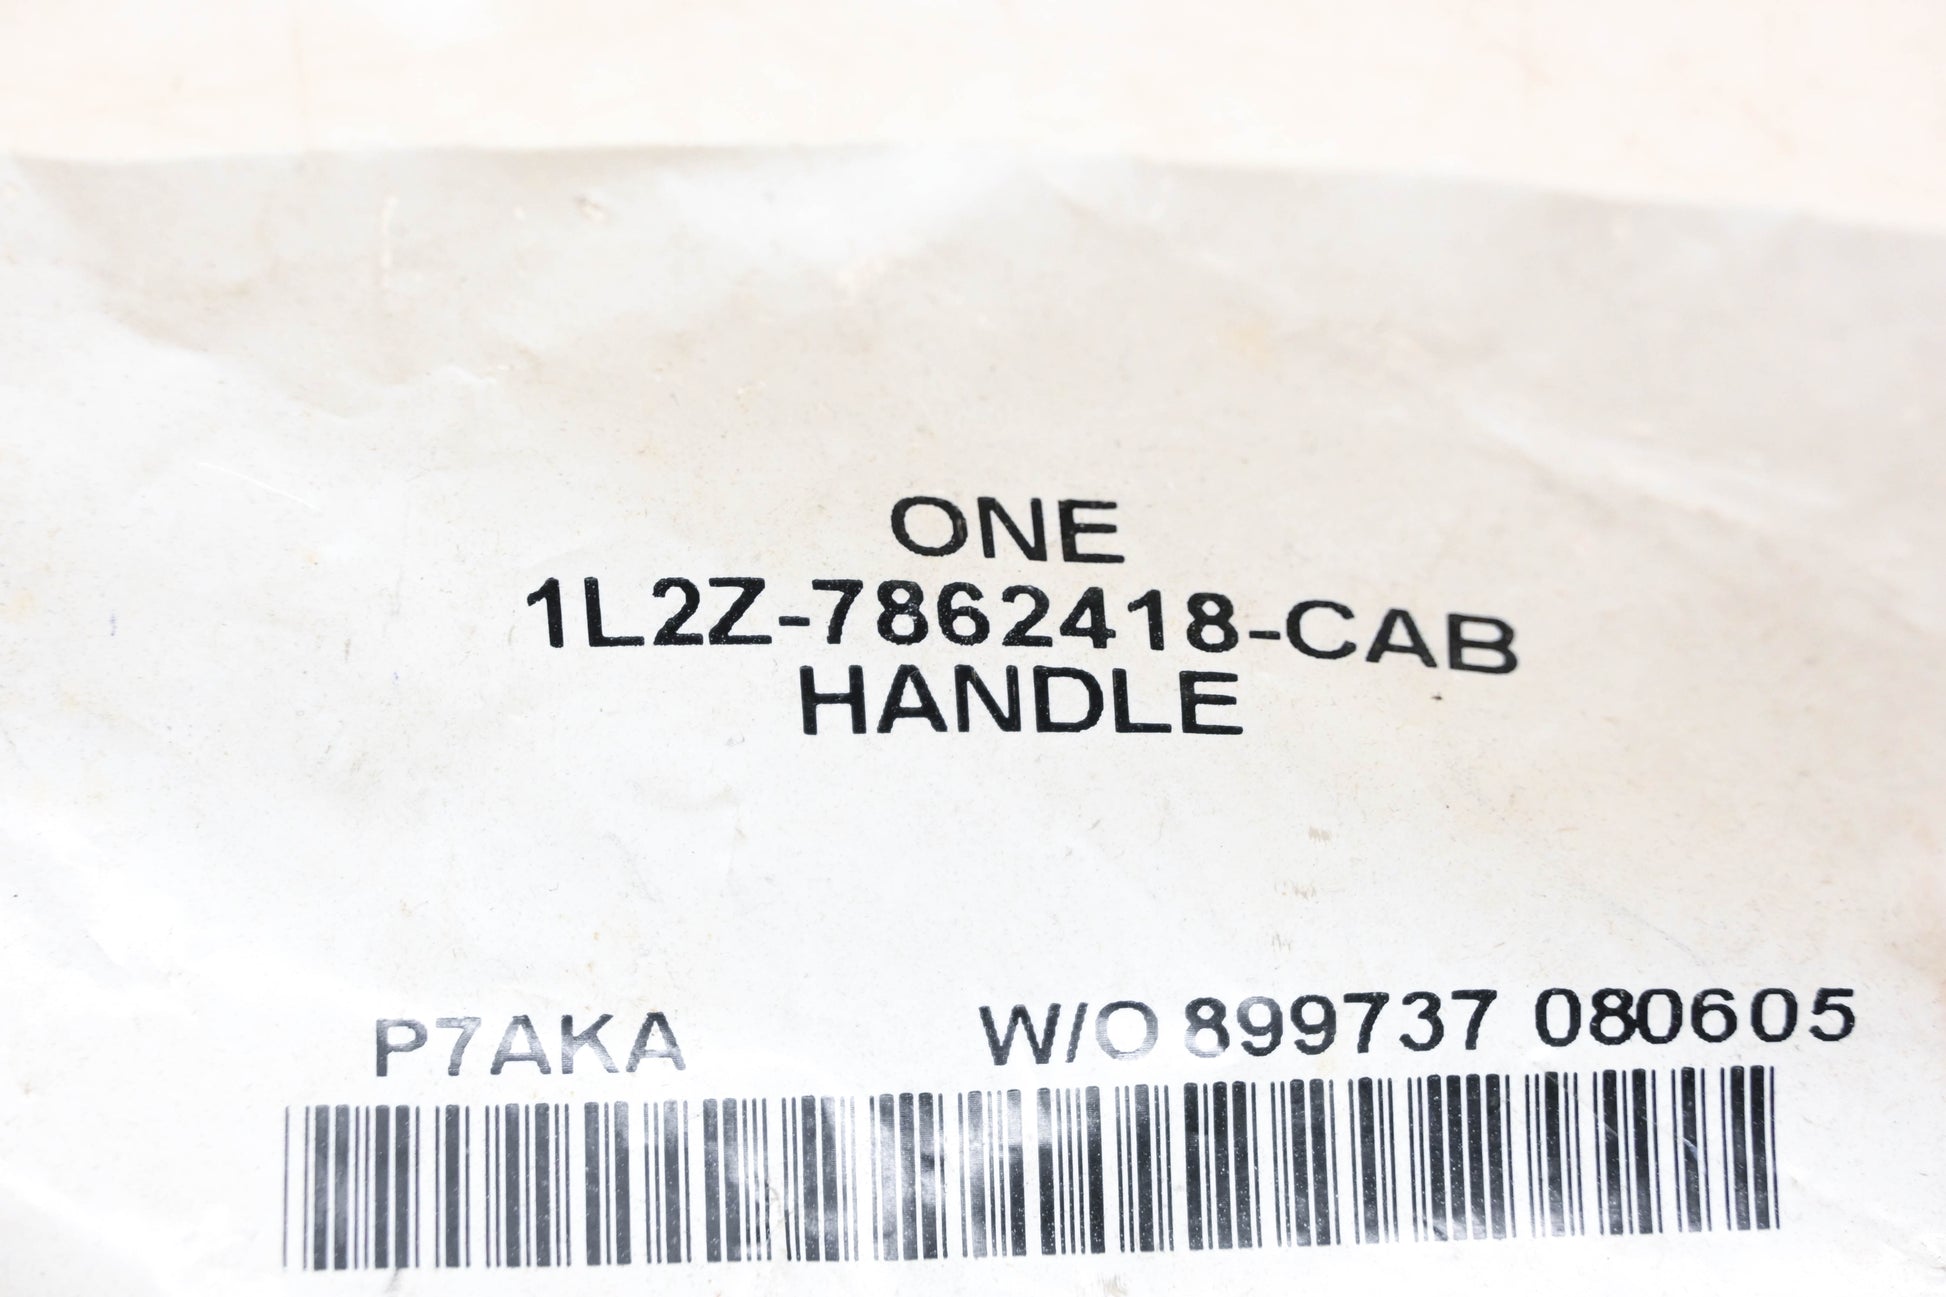 ONE
1L2Z-7862418-CAB
HANDLE
P7AKA W/O 899737 080605